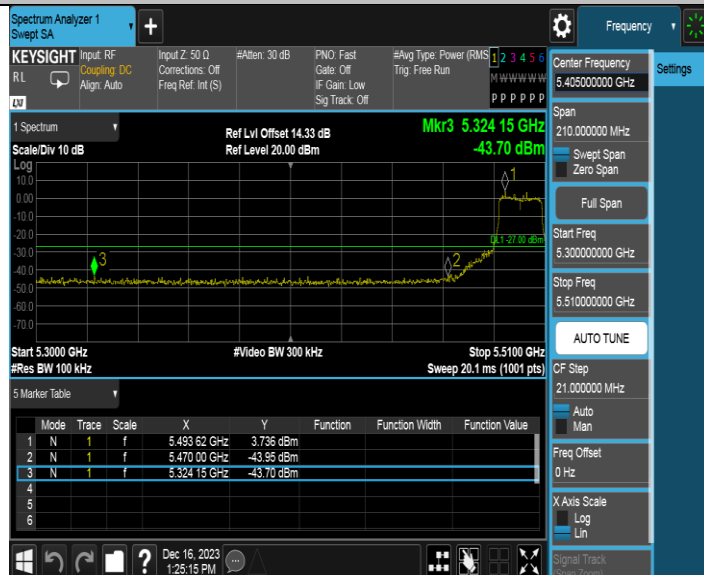 Spectrum Analyzer 1
Swept SA
+
Frequency
KEYSIGHT
RL
LXI
Input: RF
Coupling: DC
Align: Auto
Input Z: 50 Ω
Corrections: Off
Freq Ref: Int (S)
#Atten: 30 dB
PNO: Fast
Gate: Off
IF Gain: Low
Sig Track: Off
#Avg Type: Power (RMS
Trig: Free Run
1 2 3 4 5 6
M W W W W W
P P P P P P
1 Spectrum
Scale/Div 10 dB
Ref Lvl Offset 14.33 dB
Ref Level 20.00 dBm
Mkr3 5.324 15 GHz
-43.70 dBm
Log
10.0
0.00
-10.0
-20.0
-30.0
-40.0
-50.0
-60.0
-70.0
1
DL1 -27.00 dBm
2
3
Start 5.3000 GHz
#Video BW 300 kHz
Stop 5.5100 GHz
#Res BW 100 kHz
Sweep 20.1 ms (1001 pts)
5 Marker Table
Mode Trace Scale X Y Function Function Width Function Value
1 N 1 f 5.493 62 GHz 3.736 dBm
2 N 1 f 5.470 00 GHz -43.95 dBm
3 N 1 f 5.324 15 GHz -43.70 dBm
4
5
6
?
Dec 16, 2023
1:25:15 PM
Center Frequency
5.405000000 GHz
Settings
Span
210.000000 MHz
Swept Span
Zero Span
Full Span
Start Freq
5.300000000 GHz
Stop Freq
5.510000000 GHz
AUTO TUNE
CF Step
21.000000 MHz
Auto
Man
Freq Offset
0 Hz
X Axis Scale
Log
Lin
Signal Track
(Span Zoom)